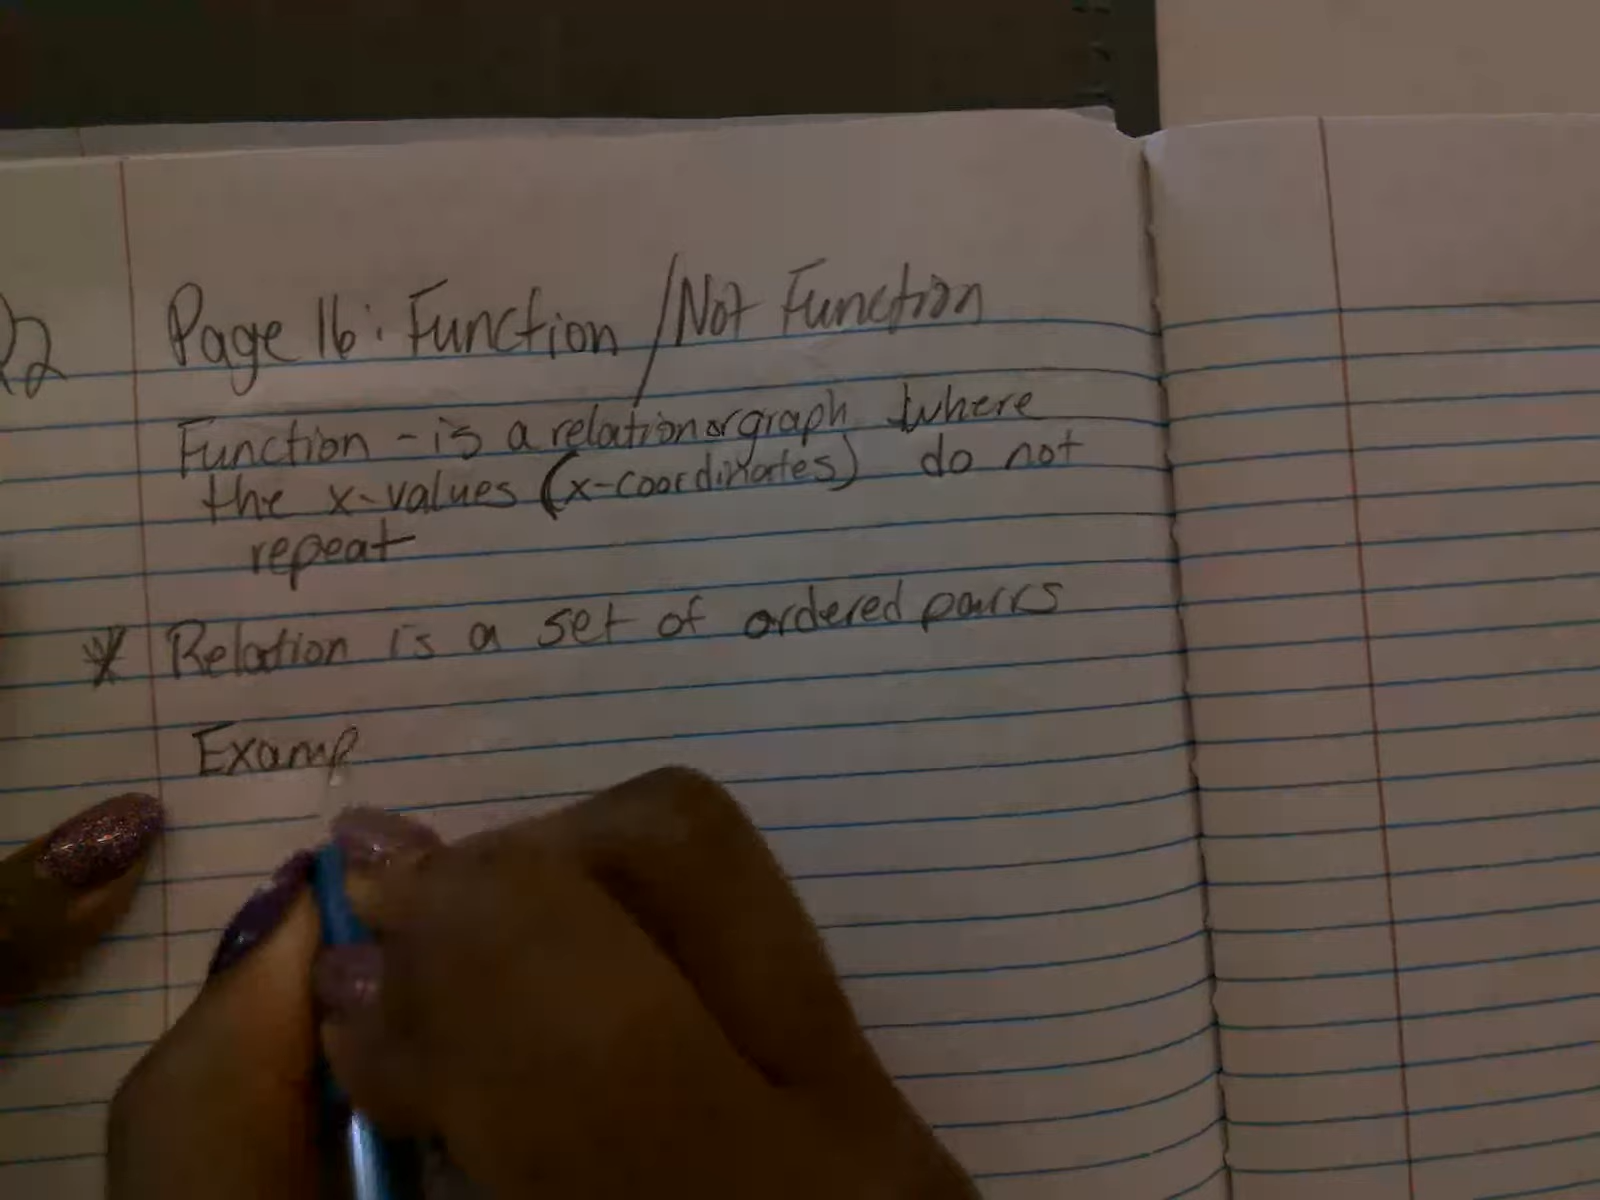 Q2
Page 16: Function / Not Function
Function - is a relation or graph where
the x-values (x-coordinates) do not
repeat
* Relation is a set of ordered pairs
Examp